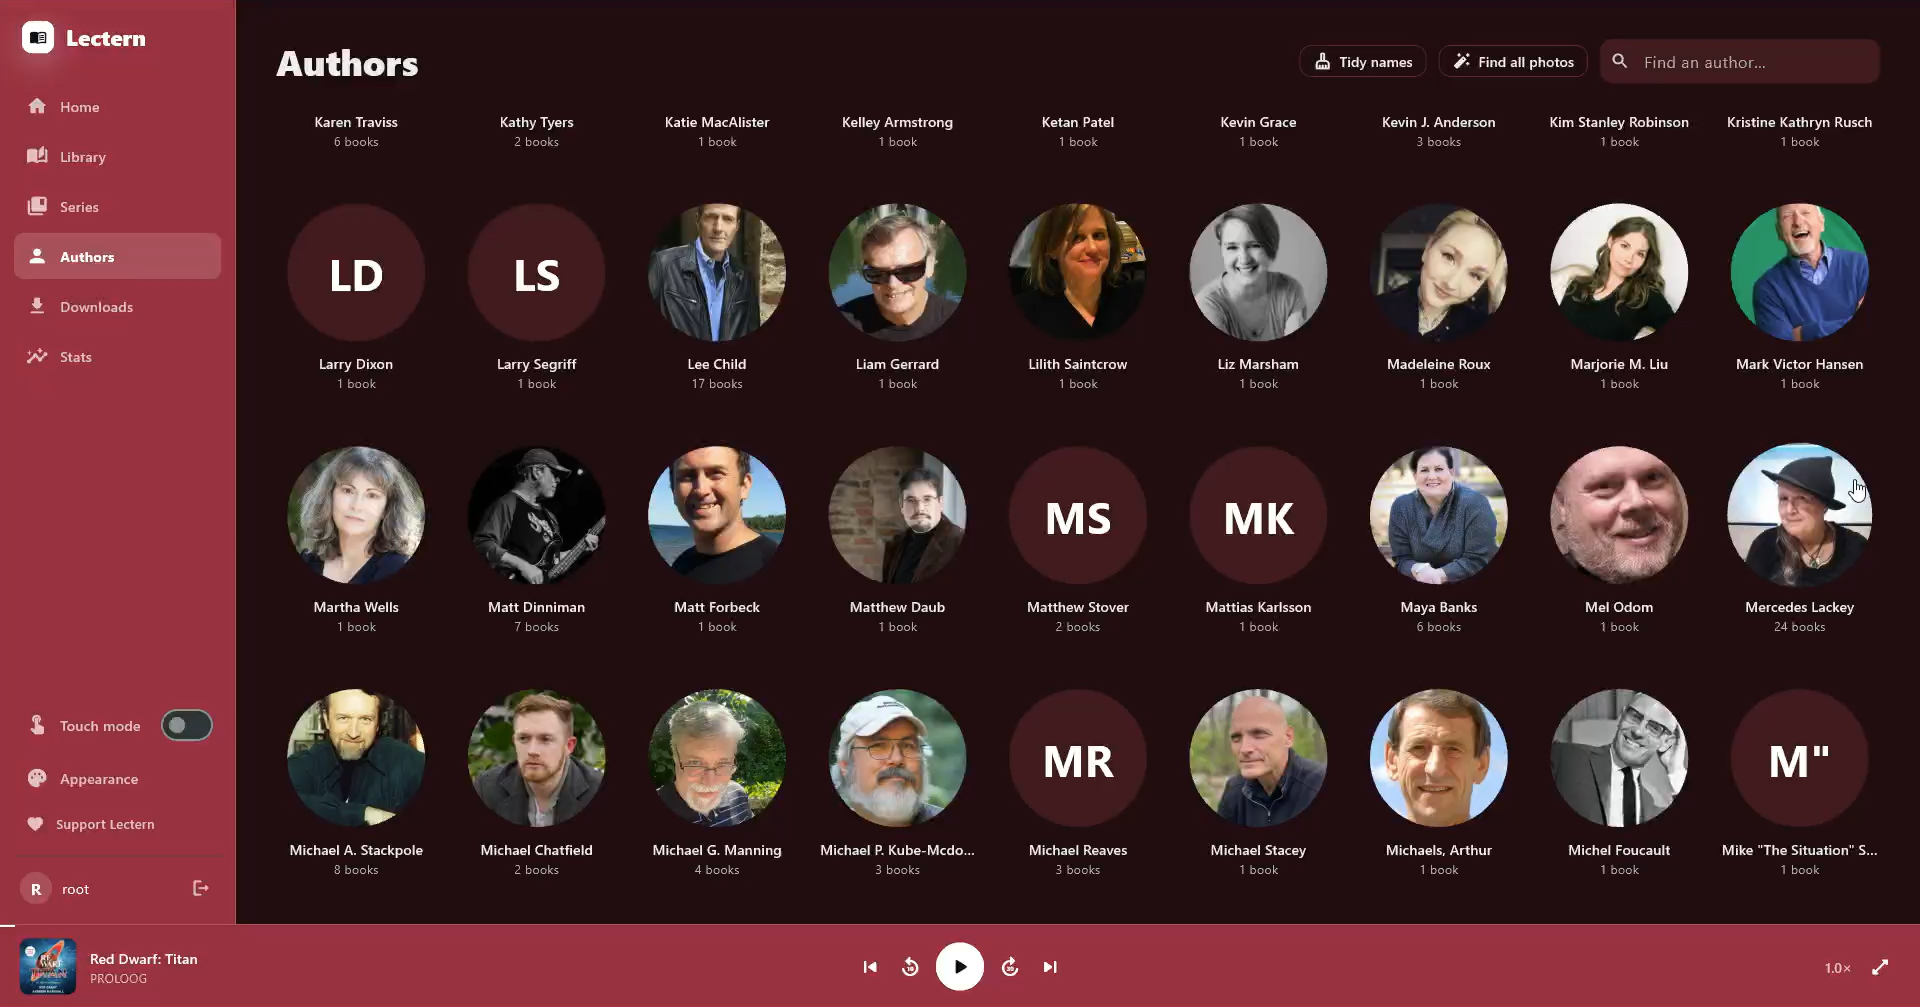 Lectern
Home
Library
Series
Authors
Downloads
Stats
Touch mode
Appearance
Support Lectern
R
root
Authors
Tidy names
Find all photos
Find an author...
Karen Traviss
6 books
Kathy Tyers
2 books
Katie MacAlister
1 book
Kelley Armstrong
1 book
Ketan Patel
1 book
Kevin Grace
1 book
Kevin J. Anderson
3 books
Kim Stanley Robinson
1 book
Kristine Kathryn Rusch
1 book
LD
Larry Dixon
1 book
LS
Larry Segriff
1 book
Lee Child
17 books
Liam Gerrard
1 book
Lilith Saintcrow
1 book
Liz Marsham
1 book
Madeleine Roux
1 book
Marjorie M. Liu
1 book
Mark Victor Hansen
1 book
Martha Wells
1 book
Matt Dinniman
7 books
Matt Forbeck
1 book
Matthew Daub
1 book
MS
Matthew Stover
2 books
MK
Mattias Karlsson
1 book
Maya Banks
6 books
Mel Odom
1 book
Mercedes Lackey
24 books
Michael A. Stackpole
8 books
Michael Chatfield
2 books
Michael G. Manning
4 books
Michael P. Kube-Mcdo...
3 books
MR
Michael Reaves
3 books
Michael Stacey
1 book
Michaels, Arthur
1 book
Michel Foucault
1 book
M"
Mike "The Situation" S...
1 book
RED DWARF
Red Dwarf: Titan
PROLOOG
1.0×